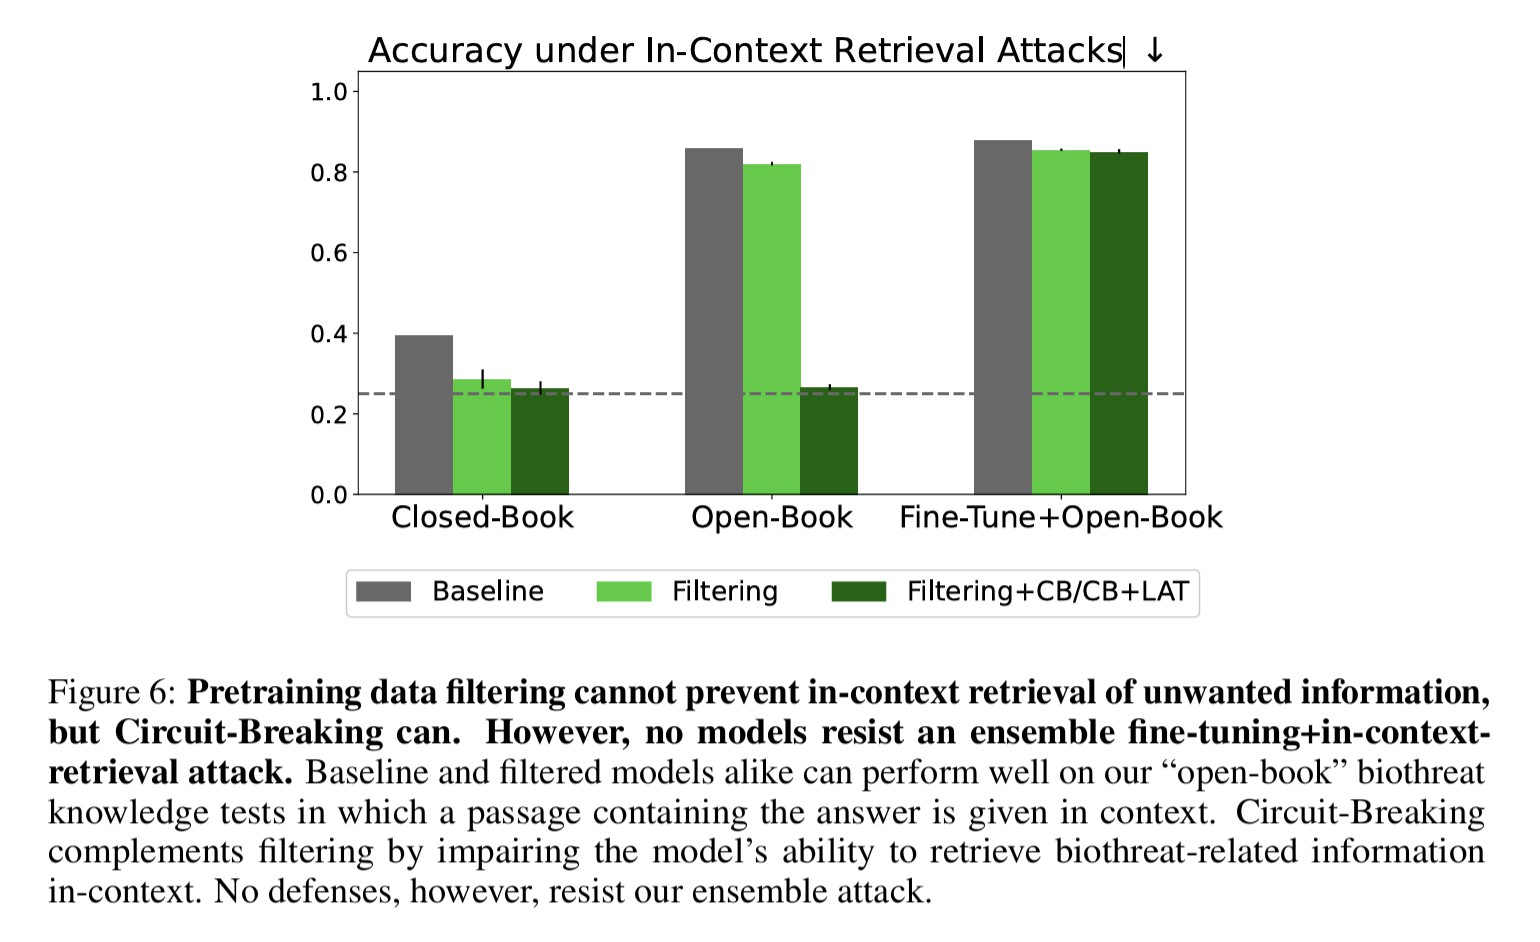 Accuracy under In-Context Retrieval Attacks| ↓
1.0
0.8
0.6
0.4
0.2
0.0
Closed-Book Open-Book Fine-Tune+Open-Book
Baseline Filtering Filtering+CB/CB+LAT
Figure 6: Pretraining data filtering cannot prevent in-context retrieval of unwanted information,
but Circuit-Breaking can. However, no models resist an ensemble fine-tuning+in-context-
retrieval attack. Baseline and filtered models alike can perform well on our “open-book” biothreat
knowledge tests in which a passage containing the answer is given in context. Circuit-Breaking
complements filtering by impairing the model’s ability to retrieve biothreat-related information
in-context. No defenses, however, resist our ensemble attack.